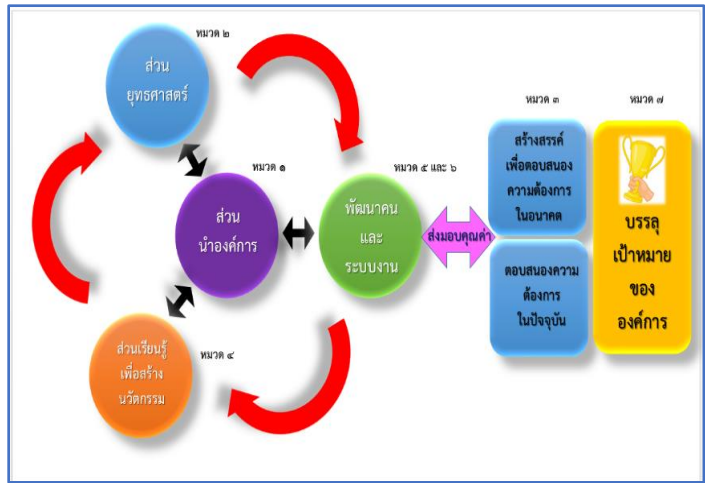 หมวด ๒
ส่วน
ยุทธศาสตร์
หมวด ๑
ส่วน
นำองค์การ
หมวด ๔
ส่วนเรียนรู้
เพื่อสร้าง
นวัตกรรม
หมวด ๕ และ ๖
พัฒนาคน
และ
ระบบงาน
ส่งมอบคุณค่า
หมวด ๓
สร้างสรรค์
เพื่อตอบสนอง
ความต้องการ
ในอนาคต
ตอบสนองความ
ต้องการ
ในปัจจุบัน
หมวด ๗
บรรลุ
เป้าหมาย
ของ
องค์การ